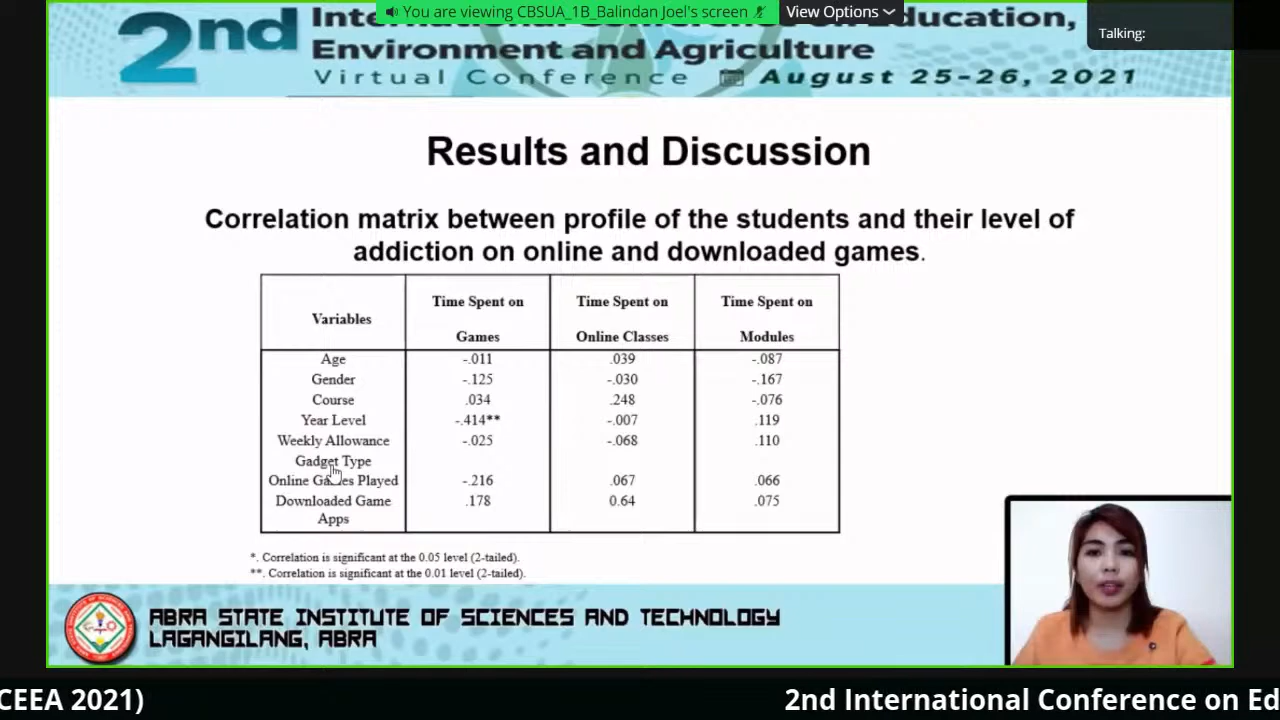 You are viewing CBSUA_1B_Balindan Joel's screen
View Options
Talking:
2nd
Environment and Agriculture
Virtual Conference August 25-26, 2021
Results and Discussion
Correlation matrix between profile of the students and their level of
addiction on online and downloaded games.
Variables
Time Spent on Games
Time Spent on Online Classes
Time Spent on Modules
Age -.011 .039 -.087
Gender -.125 -.030 -.167
Course .034 .248 -.076
Year Level -.414** -.007 .119
Weekly Allowance -.025 -.068 .110
Gadget Type
Online Games Played -.216 .067 .066
Downloaded Game Apps .178 0.64 .075
*. Correlation is significant at the 0.05 level (2-tailed).
**. Correlation is significant at the 0.01 level (2-tailed).
ABRA STATE INSTITUTE OF SCIENCES AND TECHNOLOGY
LAGANGILANG, ABRA
CEEA 2021)
2nd International Conference on Ed